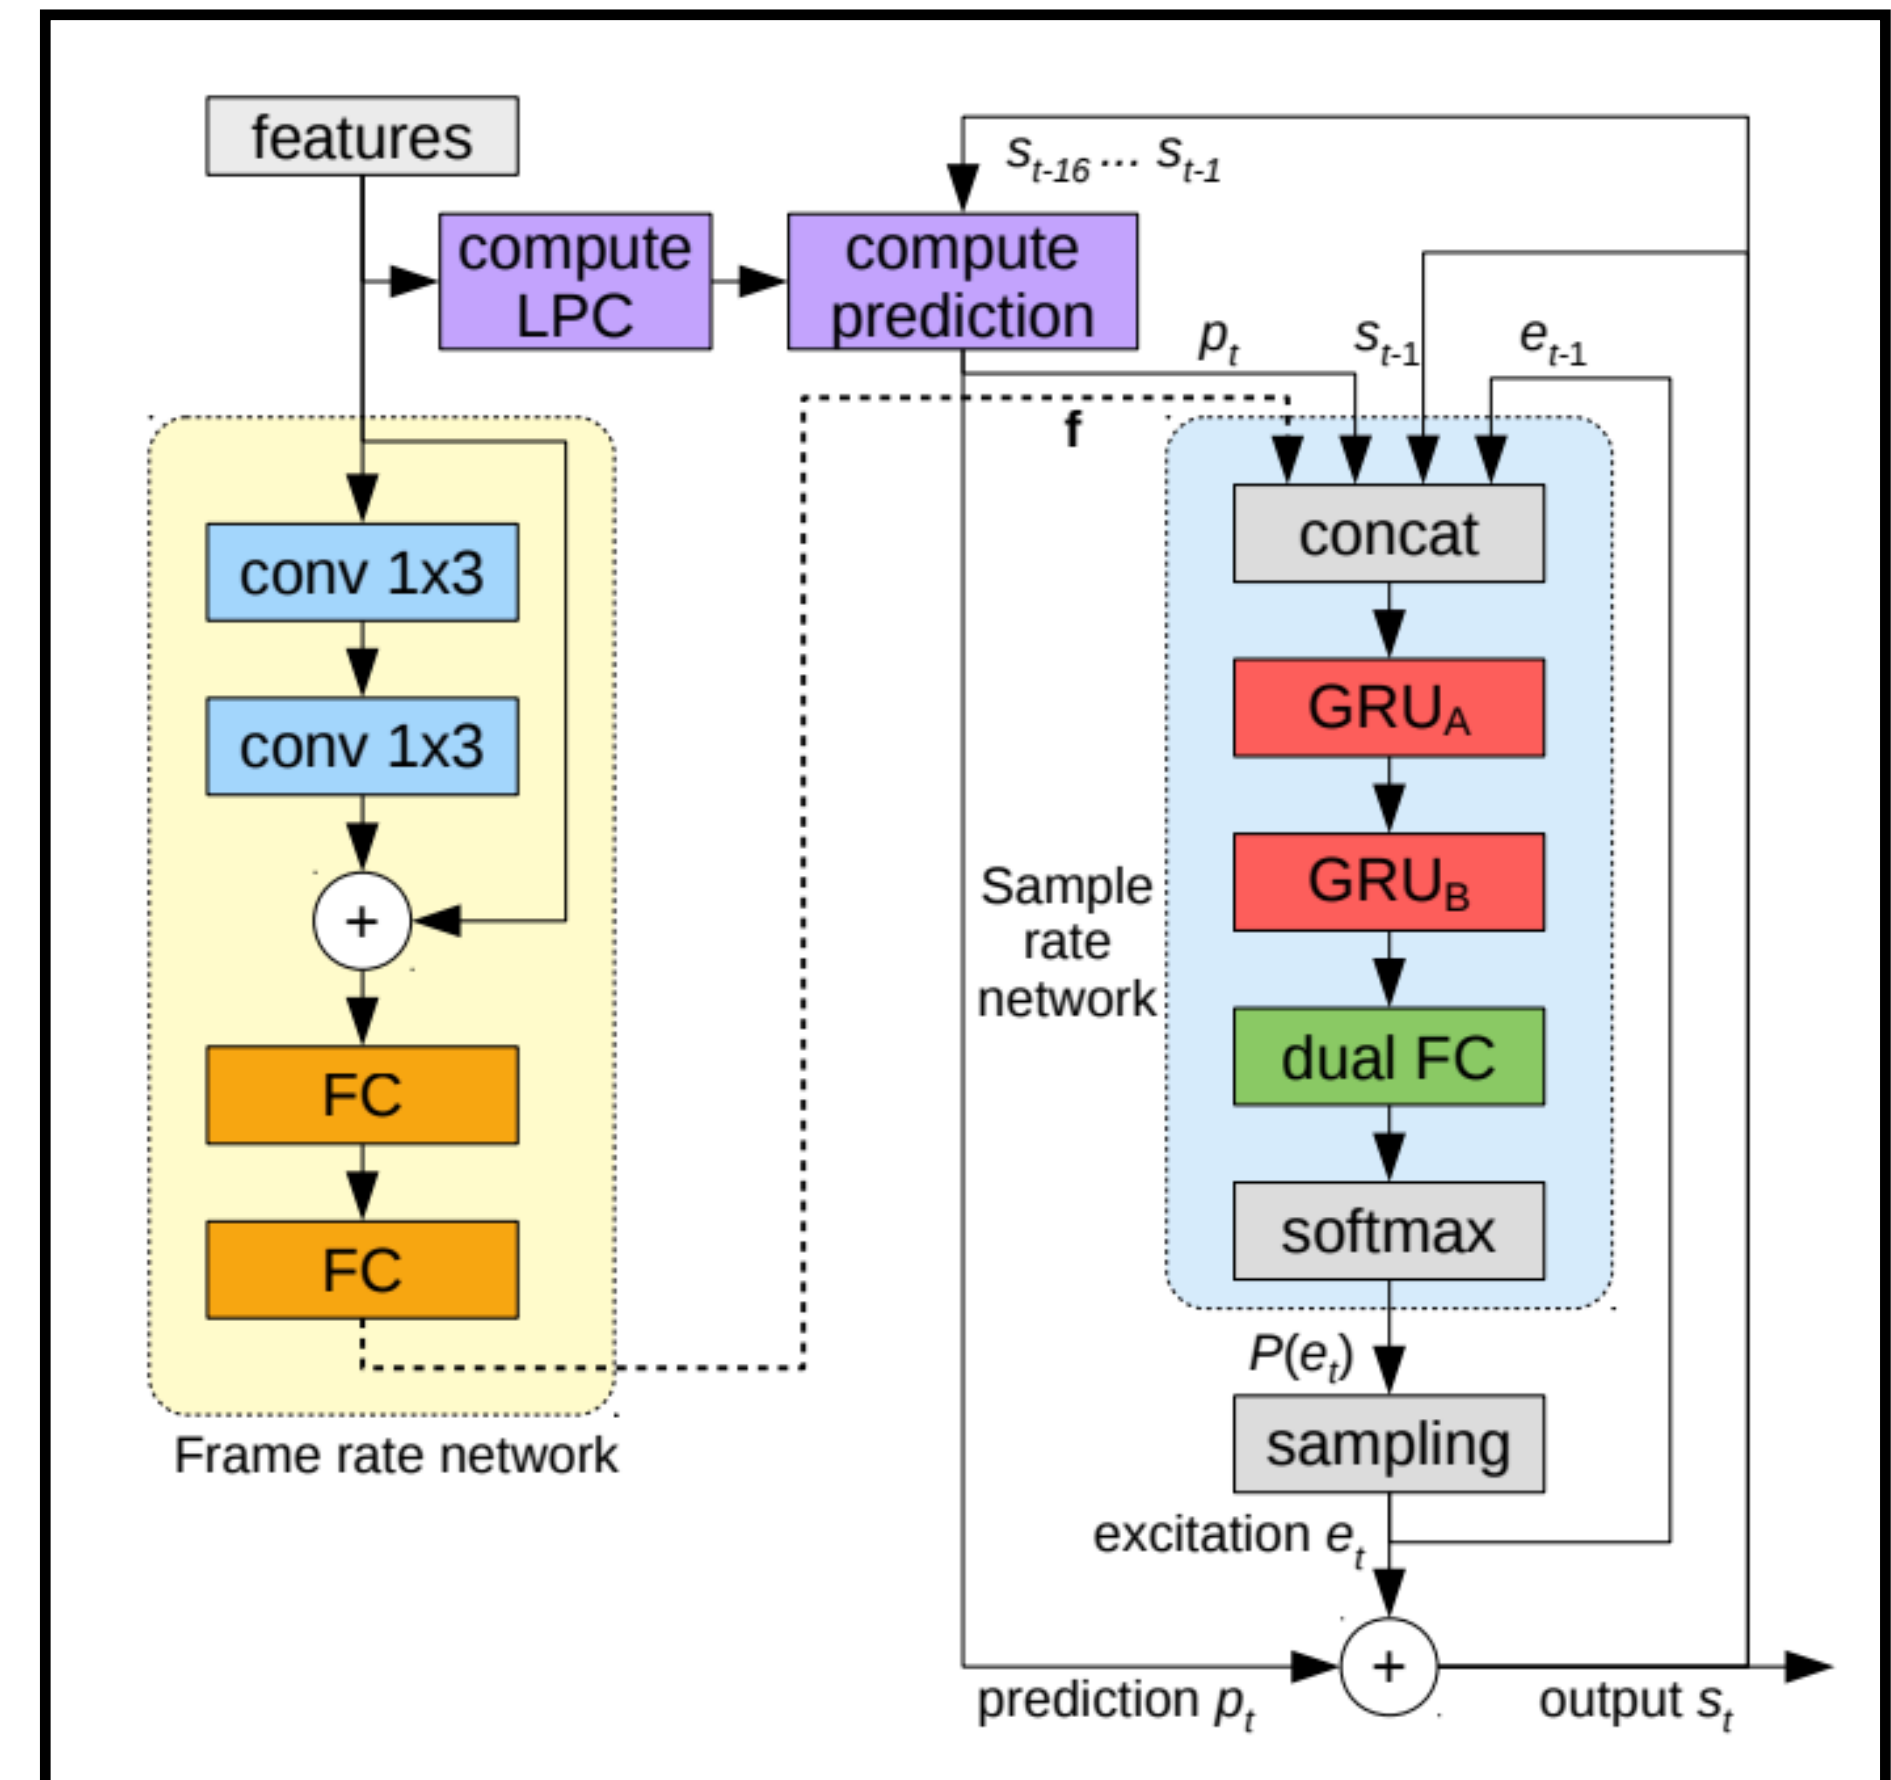 features
compute
LPC
compute
prediction
s_{t-16} ... s_{t-1}
p_t
s_{t-1}
e_{t-1}
f
conv 1x3
conv 1x3
+
FC
FC
Frame rate network
concat
GRU_A
GRU_B
dual FC
softmax
Sample
rate
network
P(e_t)
sampling
excitation e_t
+
prediction p_t
output s_t